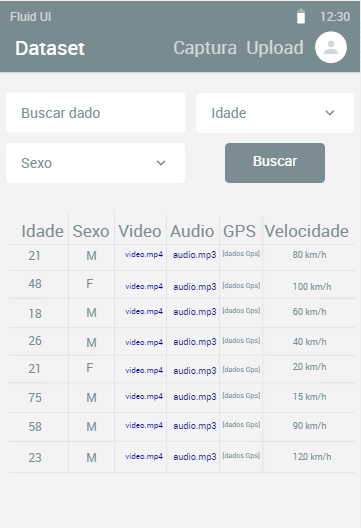 Fluid UI 12:30
Dataset Captura Upload
Buscar dado Idade
Sexo Buscar
Idade Sexo Video Audio GPS Velocidade
21 M video.mp4 audio.mp3 [dados Gps] 80 km/h
48 F video.mp4 audio.mp3 [dados Gps] 100 km/h
18 M video.mp4 audio.mp3 [dados Gps] 60 km/h
26 M video.mp4 audio.mp3 [dados Gps] 40 km/h
21 F video.mp4 audio.mp3 [dados Gps] 20 km/h
75 M video.mp4 audio.mp3 [dados Gps] 15 km/h
58 M video.mp4 audio.mp3 [dados Gps] 90 km/h
23 M video.mp4 audio.mp3 [dados Gps] 120 km/h